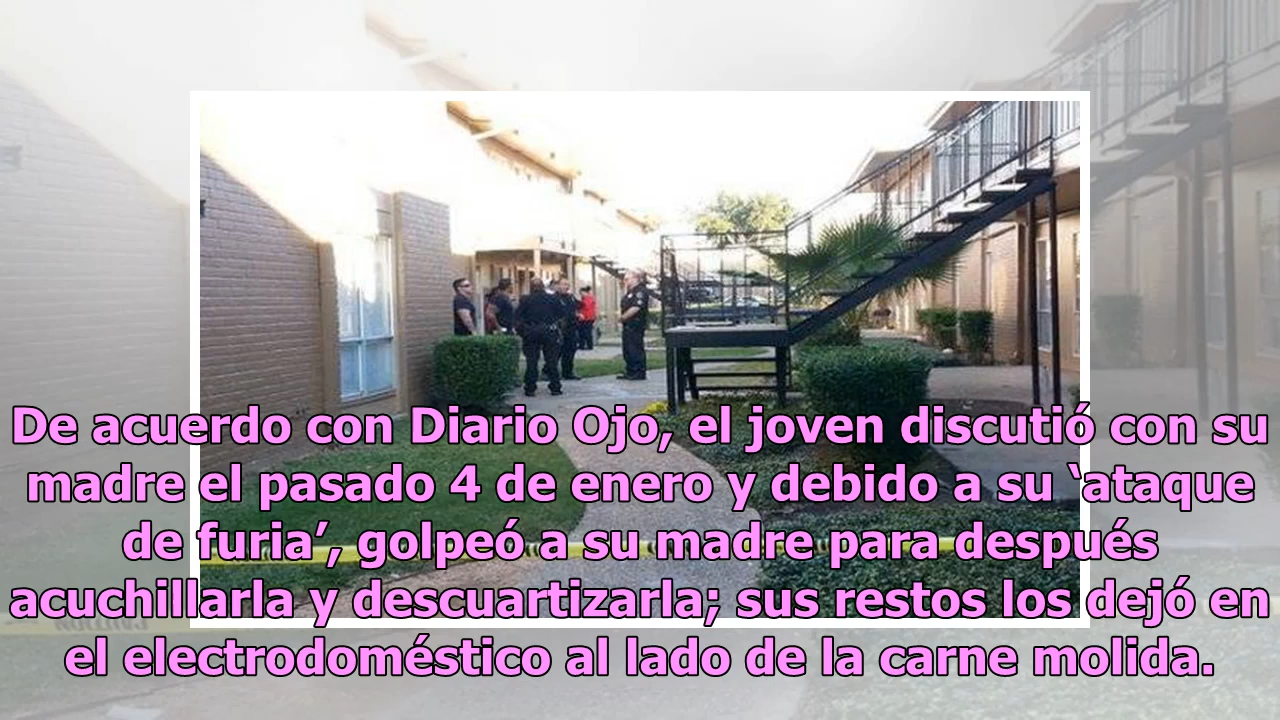 De acuerdo con Diario Ojo, el joven discutió con su
madre el pasado 4 de enero y debido a su ‘ataque
de furia’, golpeó a su madre para después
acuchillarla y descuartizarla; sus restos los dejó en
el electrodoméstico al lado de la carne molida.